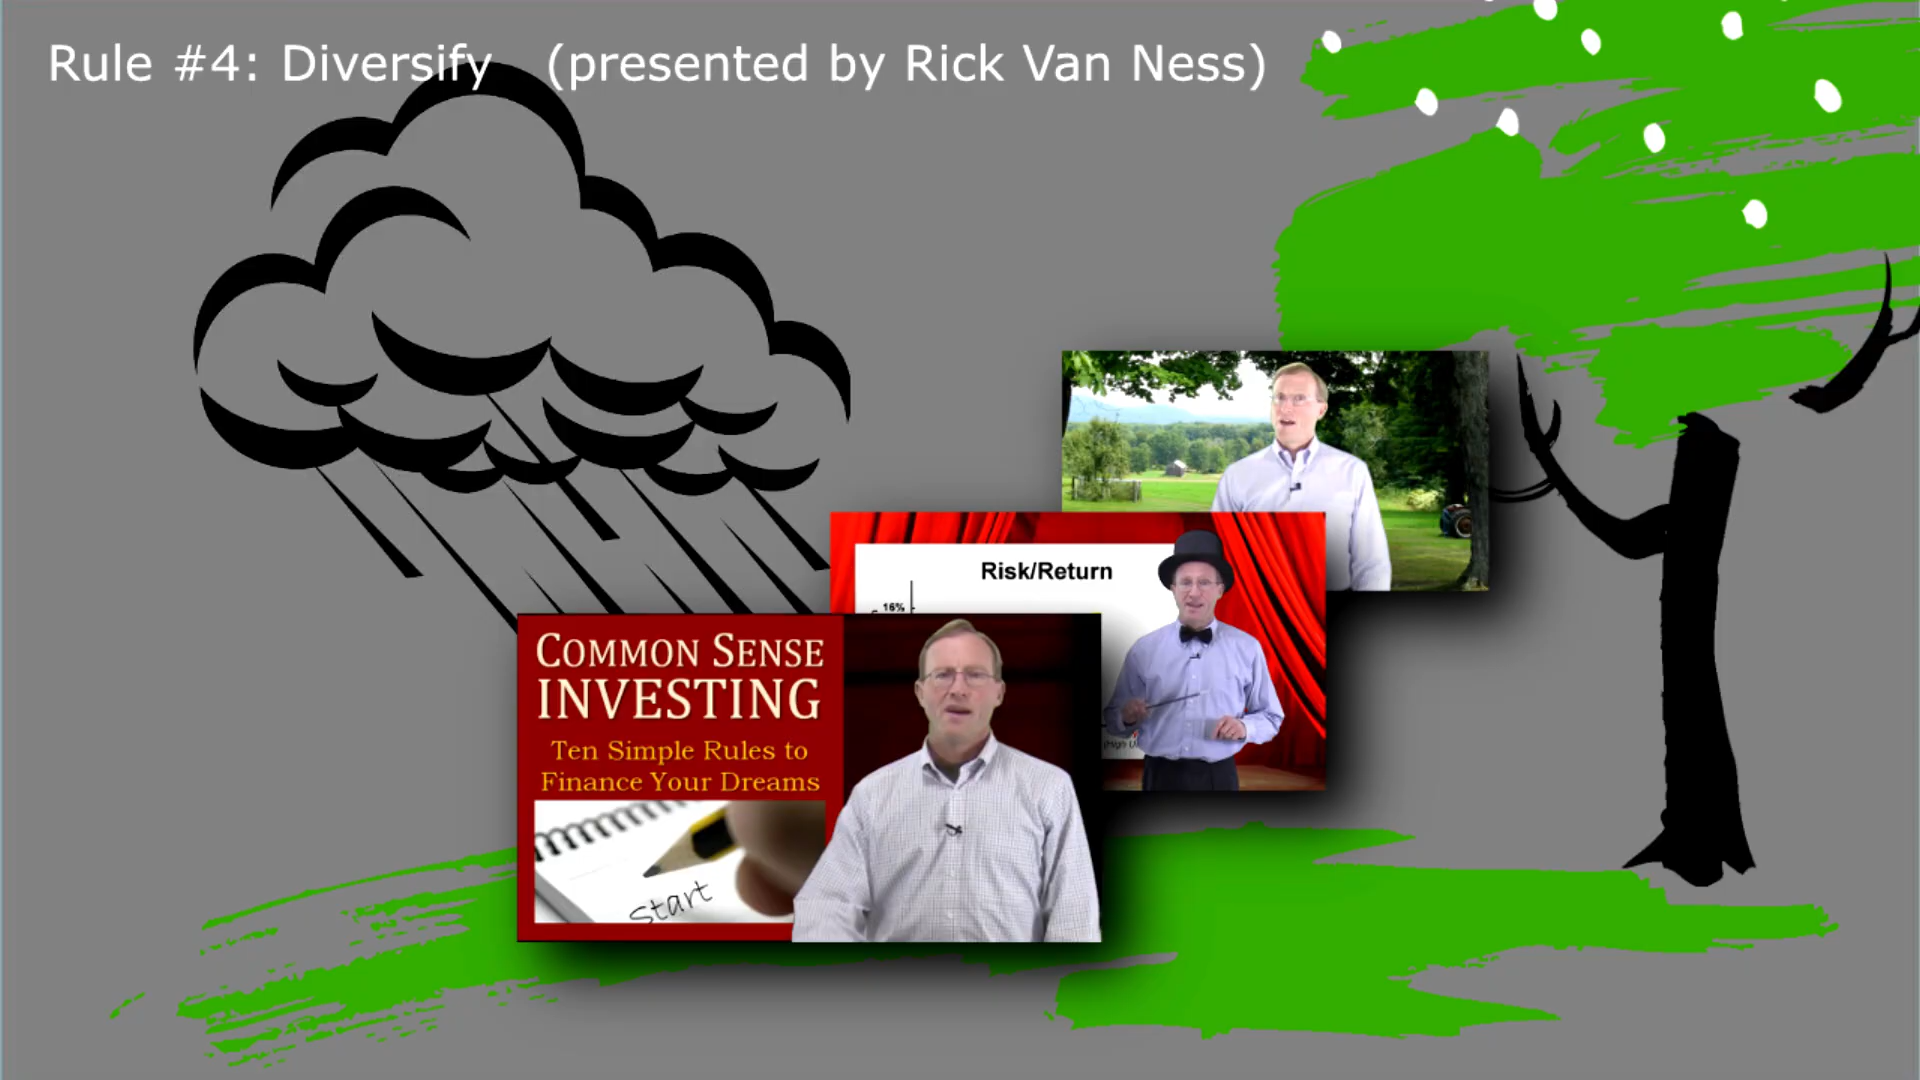 Rule #4: Diversify (presented by Rick Van Ness)
Risk/Return
16%
COMMON SENSE
INVESTING
Ten Simple Rules to
Finance Your Dreams
start